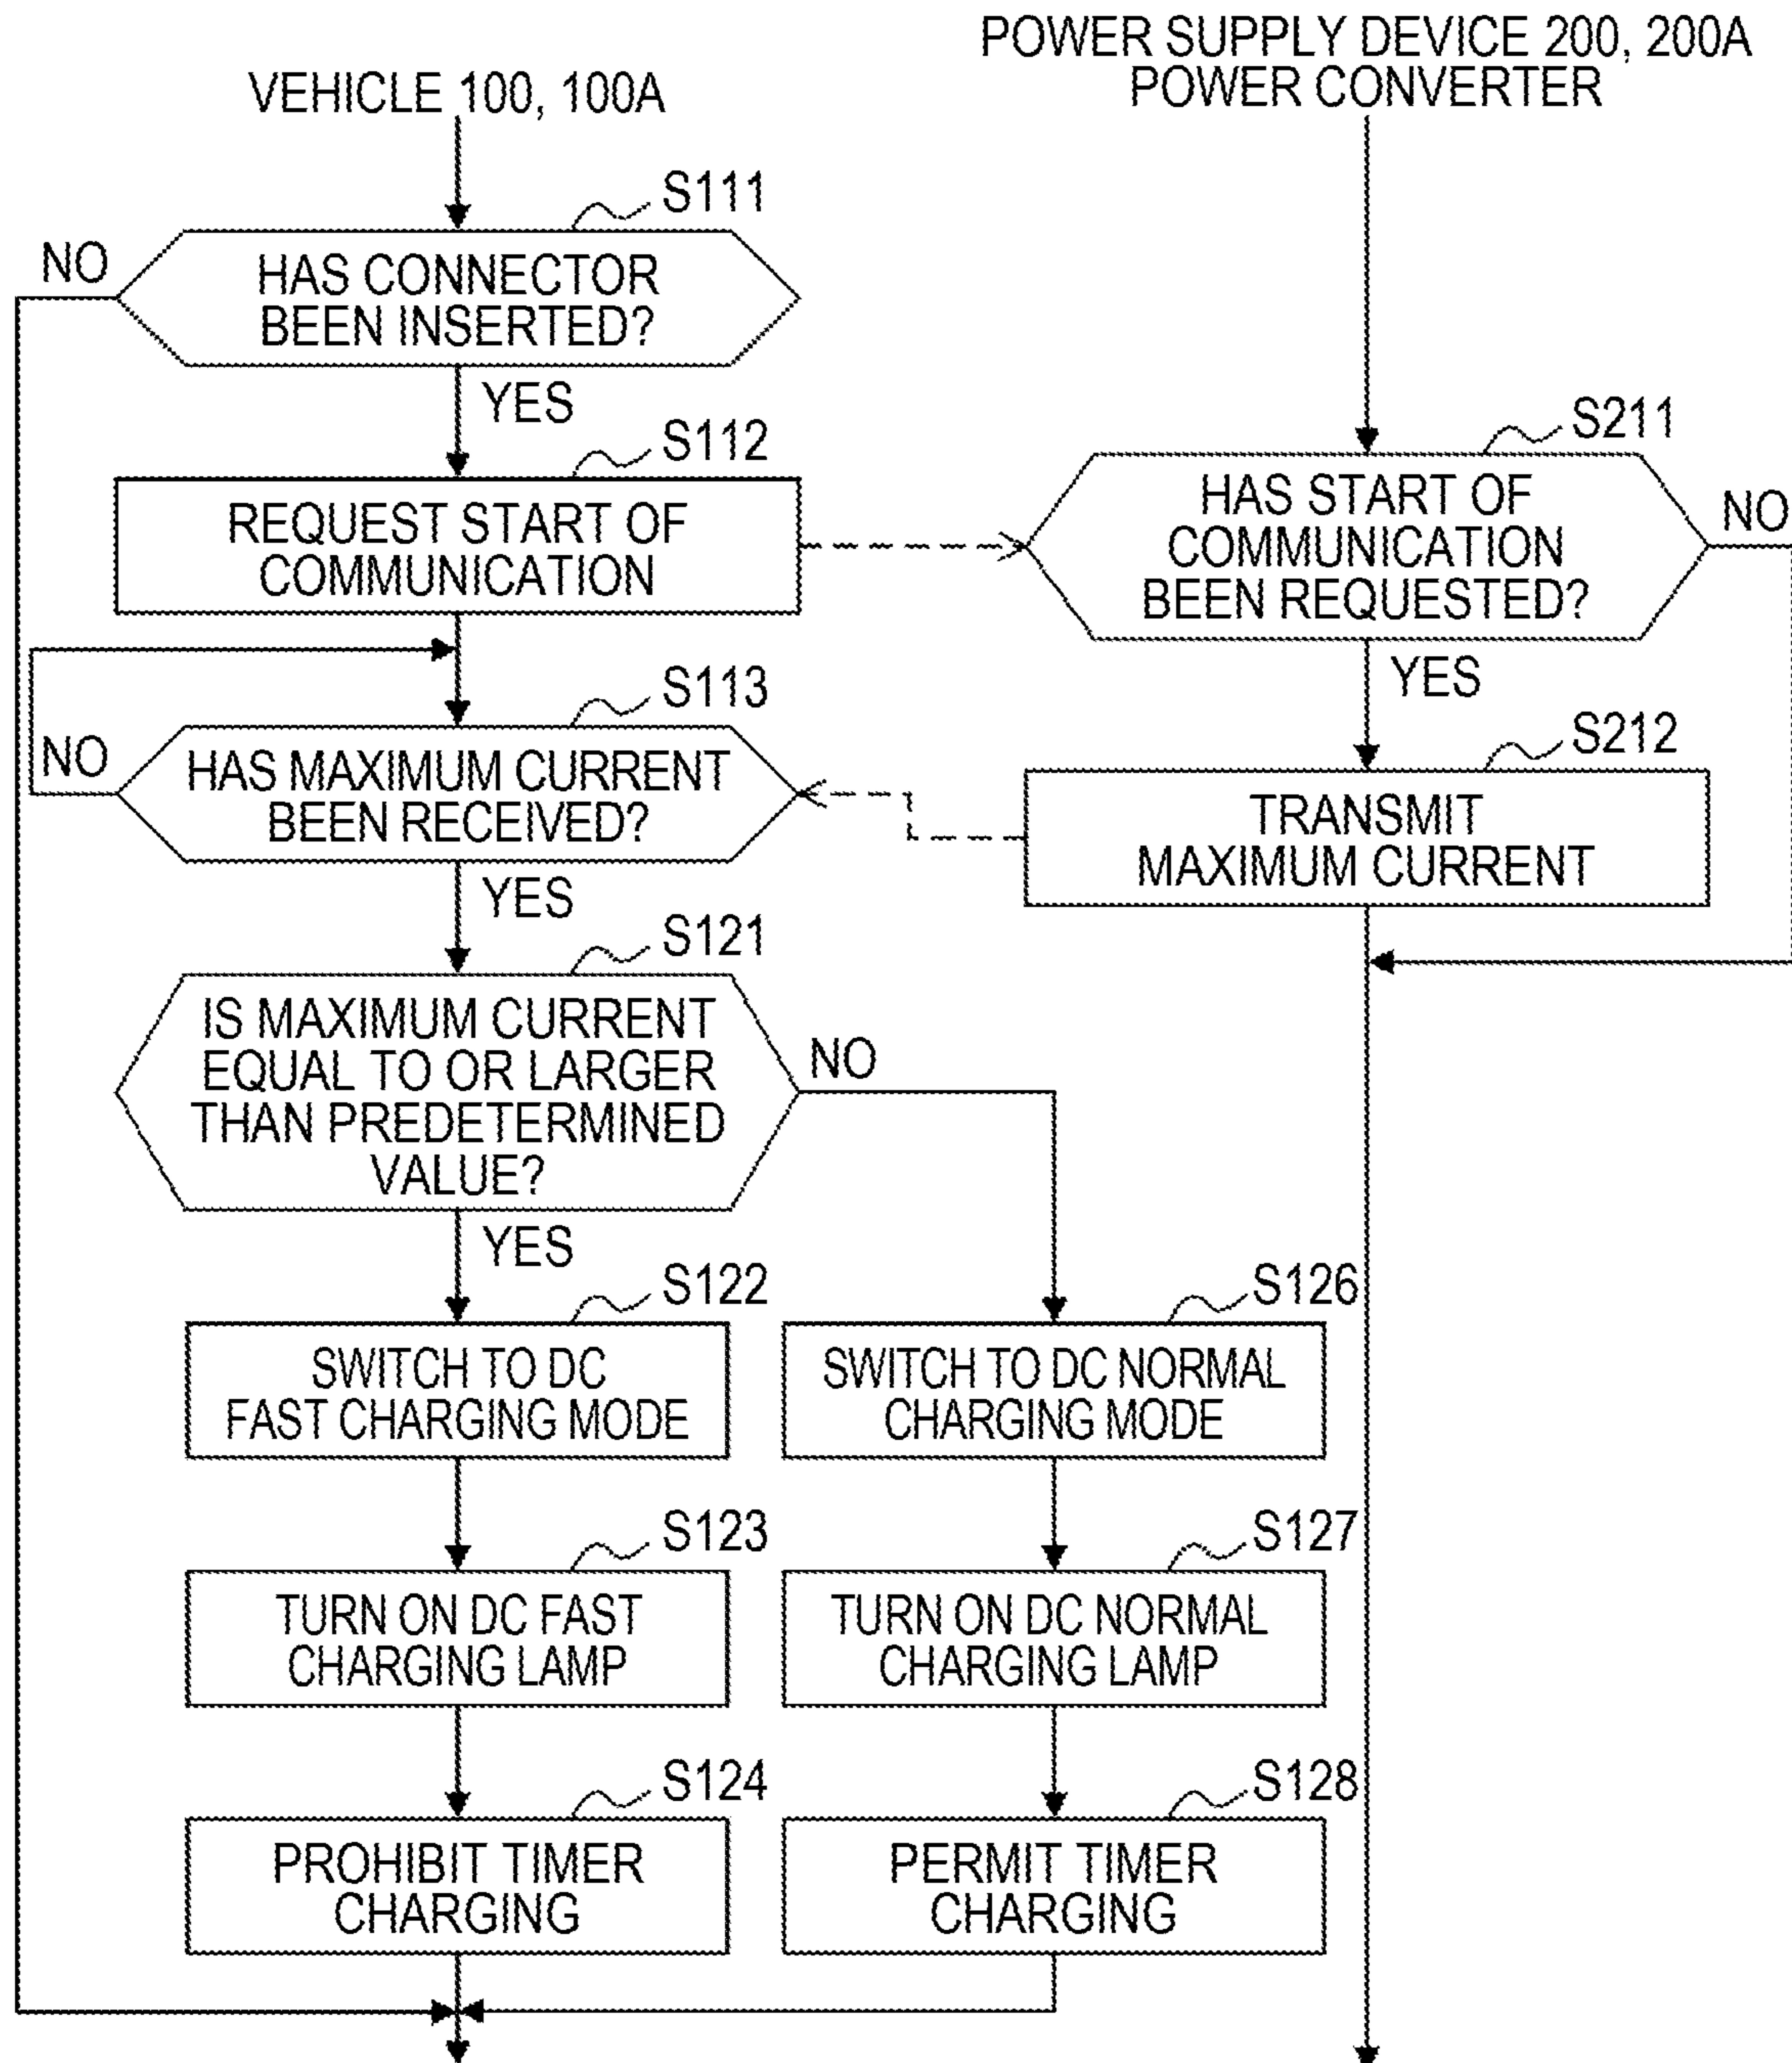 POWER SUPPLY DEVICE 200, 200A
POWER CONVERTER
VEHICLE 100, 100A
S111
NO
HAS CONNECTOR
BEEN INSERTED?
YES
S112
REQUEST START OF
COMMUNICATION
S211
HAS START OF
COMMUNICATION
BEEN REQUESTED?
NO
YES
S113
NO
HAS MAXIMUM CURRENT
BEEN RECEIVED?
YES
S212
TRANSMIT
MAXIMUM CURRENT
S121
IS MAXIMUM CURRENT
EQUAL TO OR LARGER
THAN PREDETERMINED
VALUE?
NO
YES
S122
SWITCH TO DC
FAST CHARGING MODE
S126
SWITCH TO DC NORMAL
CHARGING MODE
S123
TURN ON DC FAST
CHARGING LAMP
S127
TURN ON DC NORMAL
CHARGING LAMP
S124
PROHIBIT TIMER
CHARGING
S128
PERMIT TIMER
CHARGING